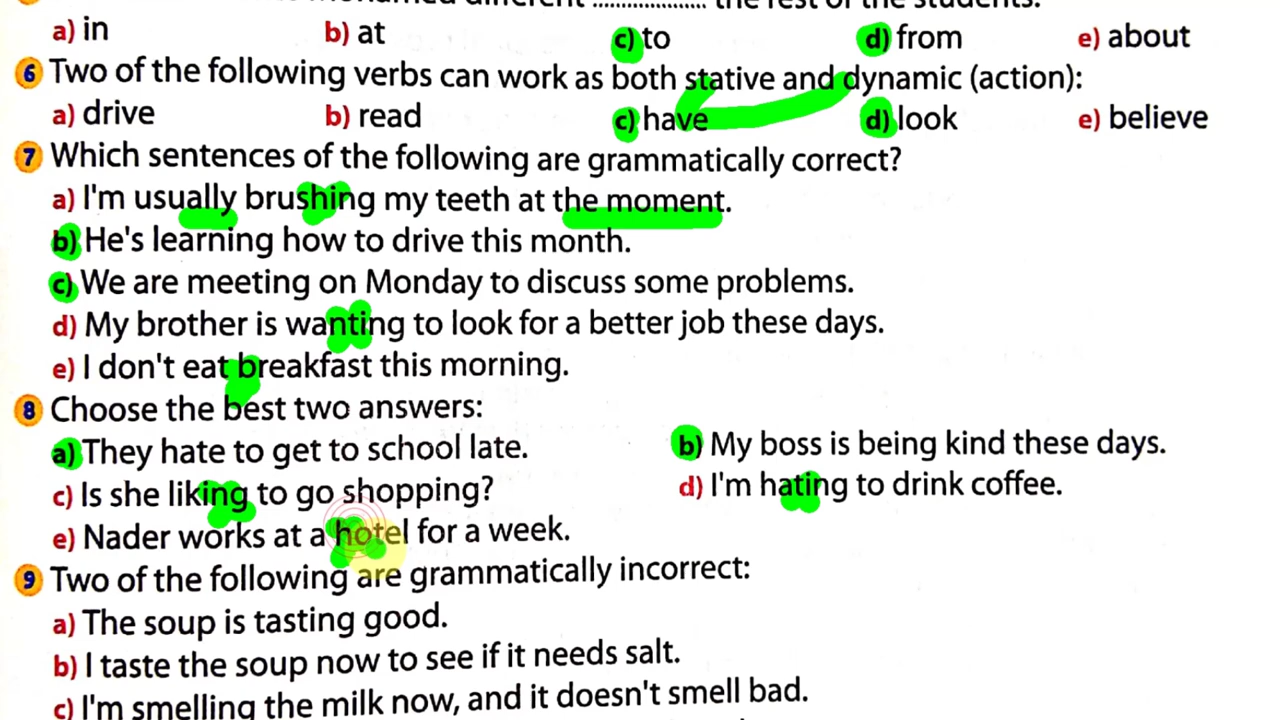 different .................... the rest of the students.
a) in b) at c) to d) from e) about
6 Two of the following verbs can work as both stative and dynamic (action):
a) drive b) read c) have d) look e) believe
7 Which sentences of the following are grammatically correct?
a) I'm usually brushing my teeth at the moment.
b) He's learning how to drive this month.
c) We are meeting on Monday to discuss some problems.
d) My brother is wanting to look for a better job these days.
e) I don't eat breakfast this morning.
8 Choose the best two answers:
a) They hate to get to school late. b) My boss is being kind these days.
c) Is she liking to go shopping? d) I'm hating to drink coffee.
e) Nader works at a hotel for a week.
9 Two of the following are grammatically incorrect:
a) The soup is tasting good.
b) I taste the soup now to see if it needs salt.
c) I'm smelling the milk now, and it doesn't smell bad.